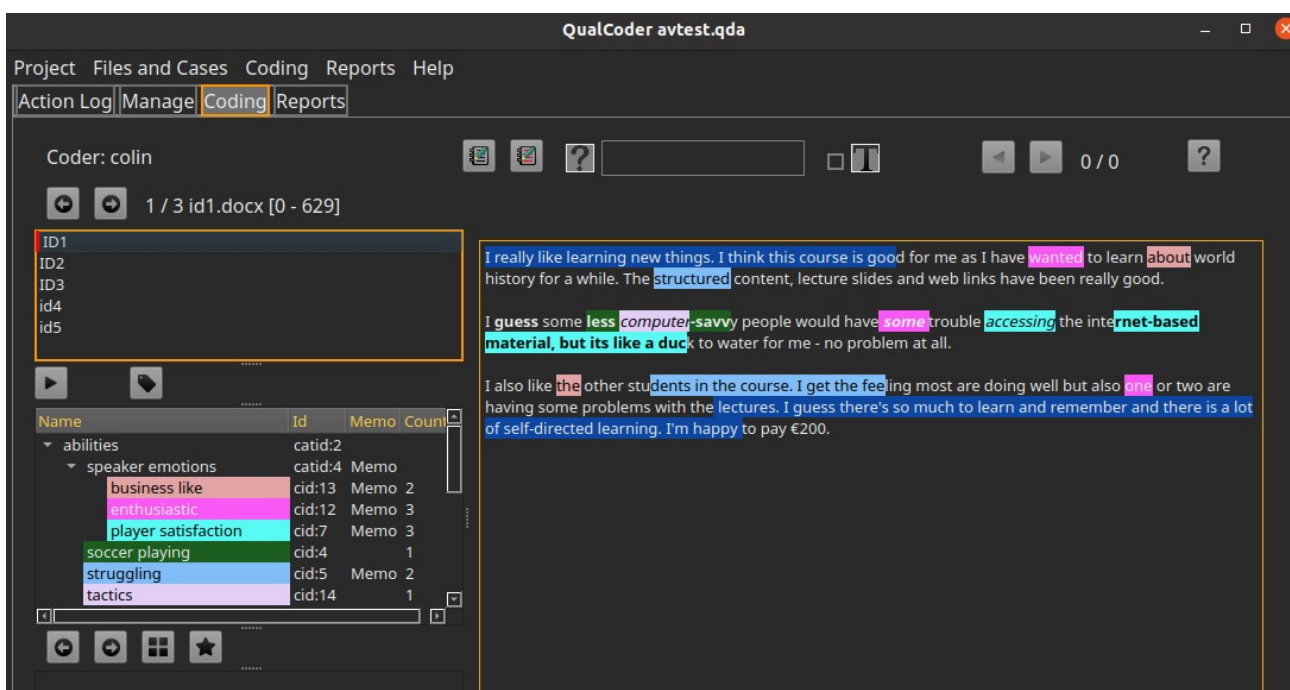 QualCoder avtest.qda
Project Files and Cases Coding Reports Help
Action Log Manage Coding Reports
Coder: colin
? T 0 / 0 ?
1 / 3 id1.docx [0 - 629]
ID1
ID2
ID3
id4
id5
I really like learning new things. I think this course is good for me as I have wanted to learn about world
history for a while. The structured content, lecture slides and web links have been really good.
I guess some less computer-savvy people would have some trouble accessing the internet-based
material, but its like a duck to water for me - no problem at all.
I also like the other students in the course. I get the feeling most are doing well but also one or two are
having some problems with the lectures. I guess there's so much to learn and remember and there is a lot
of self-directed learning. I'm happy to pay €200.
Name Id Memo Count
abilities catid:2
speaker emotions catid:4 Memo
business like cid:13 Memo 2
enthusiastic cid:12 Memo 3
player satisfaction cid:7 Memo 3
soccer playing cid:4 1
struggling cid:5 Memo 2
tactics cid:14 1